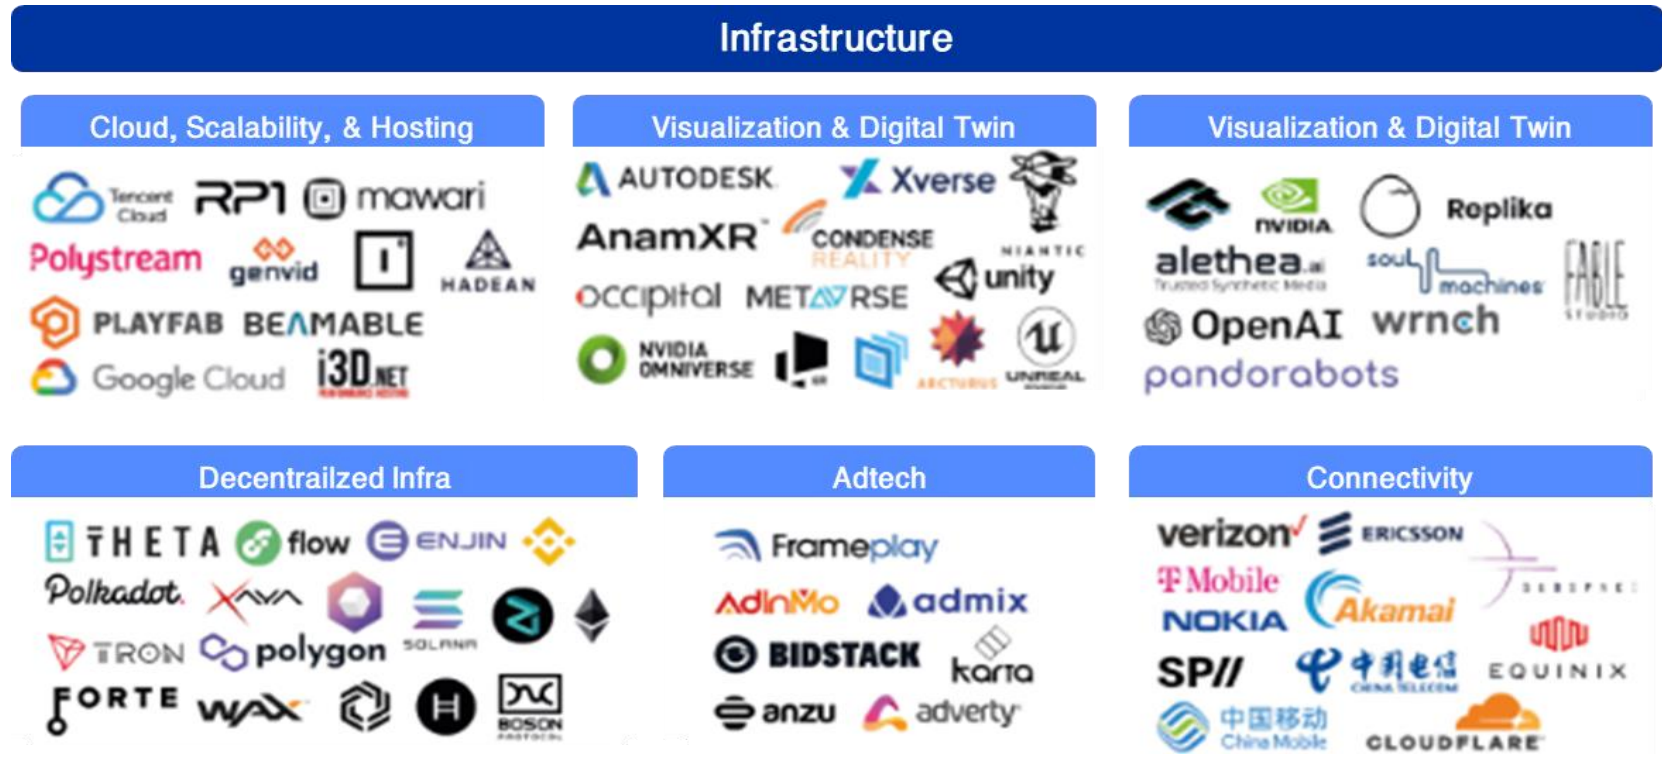 Infrastructure
Cloud, Scalability, & Hosting
Tencent
Cloud
RP1
mawari
Polystream
genvid
HADEAN
PLAYFAB
BEAMABLE
Google Cloud
i3D.NET
PERFORMANCE HOSTING
Visualization & Digital Twin
AUTODESK
Xverse
NIANTIC
AnamXR™
CONDENSE
REALITY
unity
occipital
METAVRSE
NVIDIA
OMNIVERSE
ARCTURUS
UNREAL
Visualization & Digital Twin
NVIDIA
Replika
alethea.ai
Trusted Synthetic Media
soul
machines
FABLE
STUDIO
OpenAI
wrnch
pandorabots
Decentrailzed Infra
THETA
flow
ENJIN
Polkadot.
XAYA
SOLANA
TRON
polygon
FORTE
WAX
BOSON
PROTOCOL
Adtech
Frameplay
AdInMo
admix
BIDSTACK
karta
anzu
adverty
Connectivity
verizon✓
ERICSSON
T Mobile
Akamai
NOKIA
EQUINIX
SP//
中国电信
CHINA TELECOM
中国移动
China Mobile
CLOUDFLARE